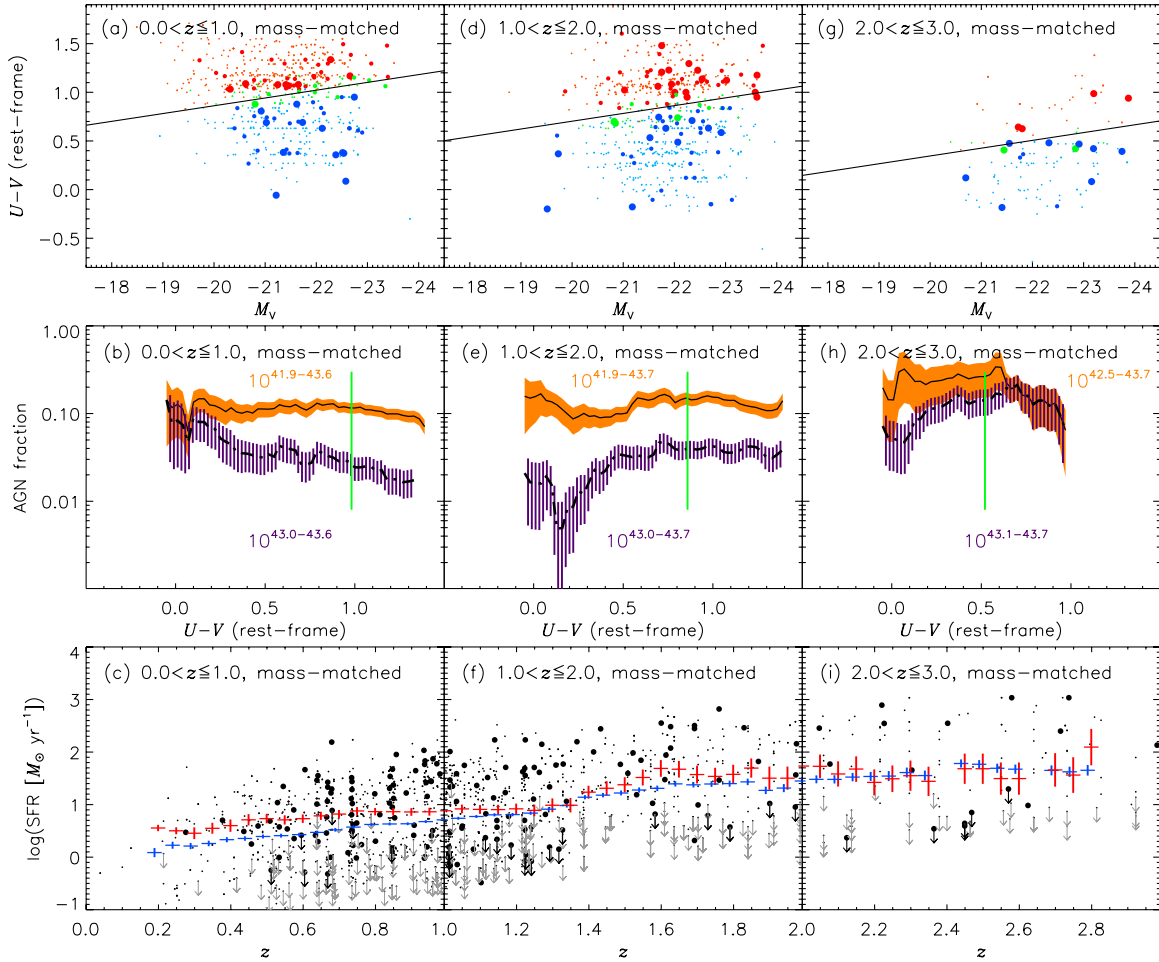 (a) 0.0<z≦1.0, mass−matched
(d) 1.0<z≦2.0, mass−matched
(g) 2.0<z≦3.0, mass−matched
1.5
1.0
0.5
0.0
−0.5
U−V (rest−frame)
−18 −19 −20 −21 −22 −23 −24
−18 −19 −20 −21 −22 −23 −24
−18 −19 −20 −21 −22 −23 −24
M_V
M_V
M_V
(b) 0.0<z≦1.0, mass−matched
(e) 1.0<z≦2.0, mass−matched
(h) 2.0<z≦3.0, mass−matched
10^41.9−43.6
10^41.9−43.7
10^42.5−43.7
1.00
0.10
0.01
AGN fraction
10^43.0−43.6
10^43.0−43.7
10^43.1−43.7
0.0 0.5 1.0
0.0 0.5 1.0
0.0 0.5 1.0
U−V (rest−frame)
U−V (rest−frame)
U−V (rest−frame)
(c) 0.0<z≦1.0, mass−matched
(f) 1.0<z≦2.0, mass−matched
(i) 2.0<z≦3.0, mass−matched
4
3
2
1
0
−1
log(SFR [M⊙ yr^−1])
0.0 0.2 0.4 0.6 0.8 1.0 1.2 1.4 1.6 1.8 2.0 2.2 2.4 2.6 2.8
z
z
z